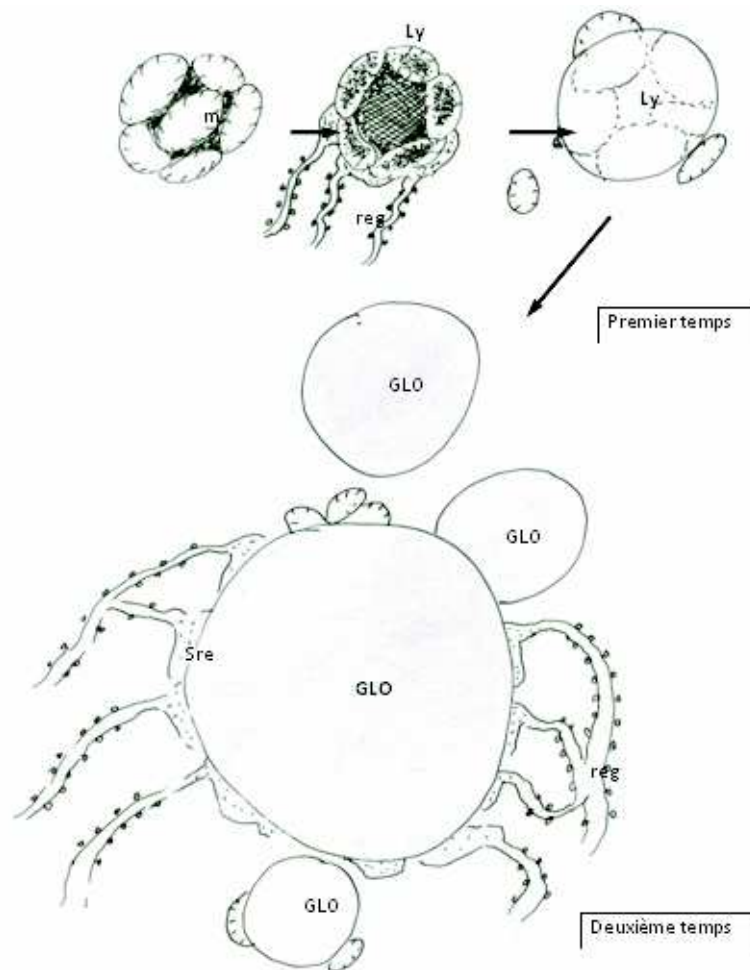 Ly
m
Ly
reg
Premier temps
GLO
GLO
Sre
GLO
reg
GLO
Deuxième temps